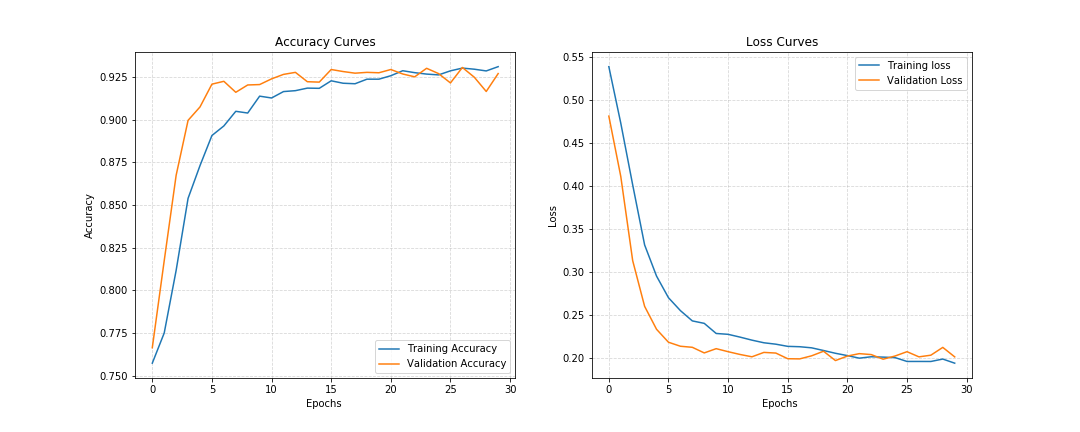 Accuracy Curves
0.925
0.900
0.875
0.850
0.825
0.800
0.775
0.750
Accuracy
0 5 10 15 20 25 30
Epochs
Training Accuracy
Validation Accuracy
Loss Curves
0.55
0.50
0.45
0.40
0.35
0.30
0.25
0.20
Loss
0 5 10 15 20 25 30
Epochs
Training loss
Validation Loss